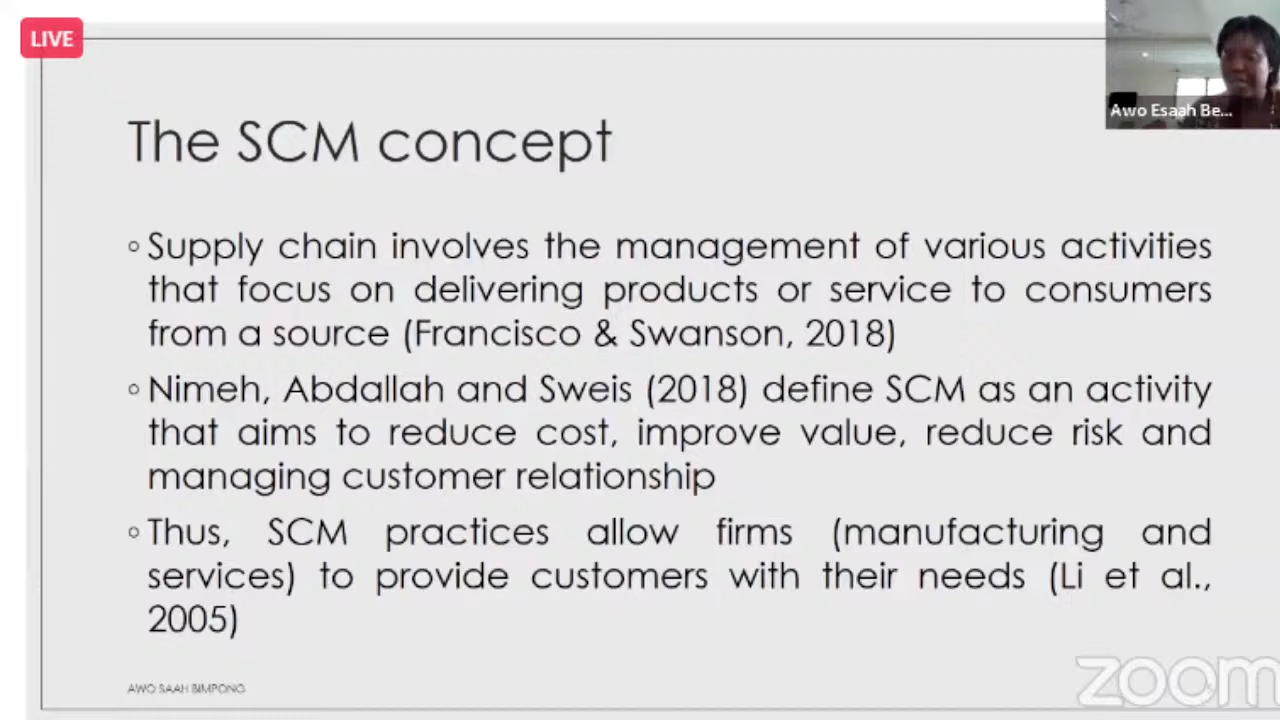 LIVE
Awo Esaah Be...
The SCM concept
◦ Supply chain involves the management of various activities
that focus on delivering products or service to consumers
from a source (Francisco & Swanson, 2018)
◦ Nimeh, Abdallah and Sweis (2018) define SCM as an activity
that aims to reduce cost, improve value, reduce risk and
managing customer relationship
◦ Thus, SCM practices allow firms (manufacturing and
services) to provide customers with their needs (Li et al.,
2005)
AWO SAAH BIMPONG
zoom